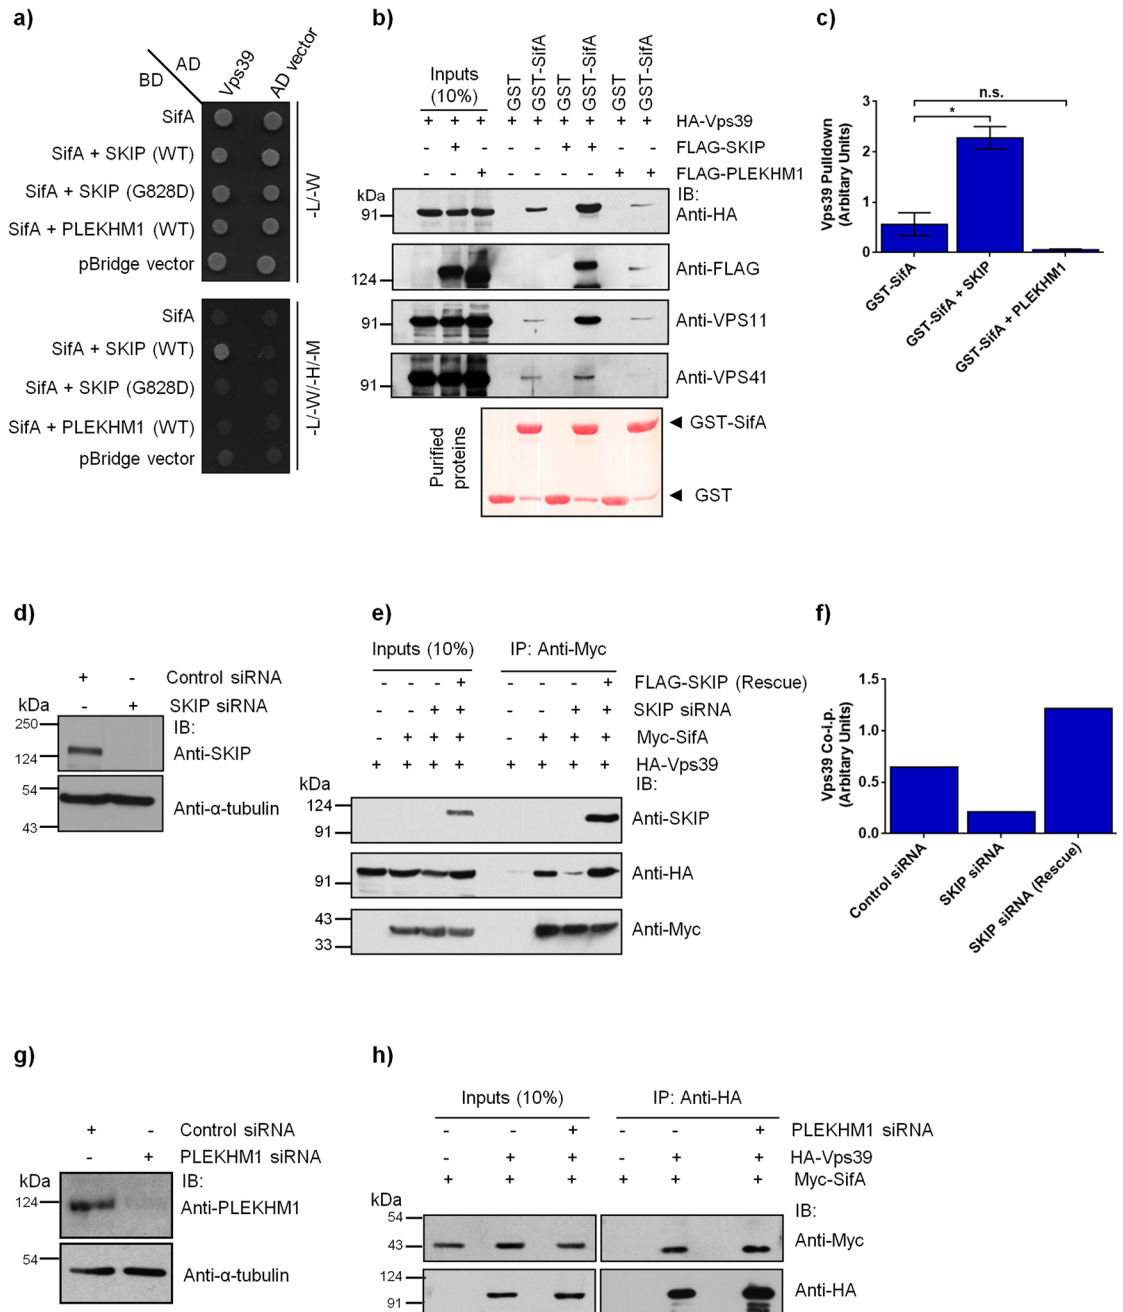 a)
AD
BD
Vps39
AD vector
SifA
SifA + SKIP (WT)
SifA + SKIP (G828D)
SifA + PLEKHM1 (WT)
pBridge vector
-L/-W
SifA
SifA + SKIP (WT)
SifA + SKIP (G828D)
SifA + PLEKHM1 (WT)
pBridge vector
-L/-W/-H/-M
b)
Inputs
(10%)
GST
GST-SifA
GST
GST-SifA
GST
GST-SifA
+ + + + + + + + + HA-Vps39
- + - - - + + - - FLAG-SKIP
- - + - - - - + + FLAG-PLEKHM1
kDa
IB:
91
Anti-HA
124
Anti-FLAG
91
Anti-VPS11
91
Anti-VPS41
Purified
proteins
GST-SifA
GST
c)
Vps39 Pulldown
(Arbitary Units)
3
2
1
0
n.s.
*
GST-SifA
GST-SifA + SKIP
GST-SifA + PLEKHM1
d)
+ - Control siRNA
- + SKIP siRNA
kDa
IB:
250
124
Anti-SKIP
54
43
Anti-α-tubulin
e)
Inputs (10%)
IP: Anti-Myc
- - - + - - - + FLAG-SKIP (Rescue)
- - + + - - + + SKIP siRNA
- + + + - + + + Myc-SifA
+ + + + + + + + HA-Vps39
kDa
IB:
124
91
Anti-SKIP
91
Anti-HA
43
33
Anti-Myc
f)
Vps39 Co-i.p.
(Arbitary Units)
1.5
1.0
0.5
0.0
Control siRNA
SKIP siRNA
SKIP siRNA (Rescue)
g)
+ - Control siRNA
- + PLEKHM1 siRNA
kDa
IB:
124
Anti-PLEKHM1
54
Anti-α-tubulin
h)
Inputs (10%)
IP: Anti-HA
- - + - - + PLEKHM1 siRNA
- + + - + + HA-Vps39
+ + + + + + Myc-SifA
kDa
IB:
54
43
Anti-Myc
124
91
Anti-HA